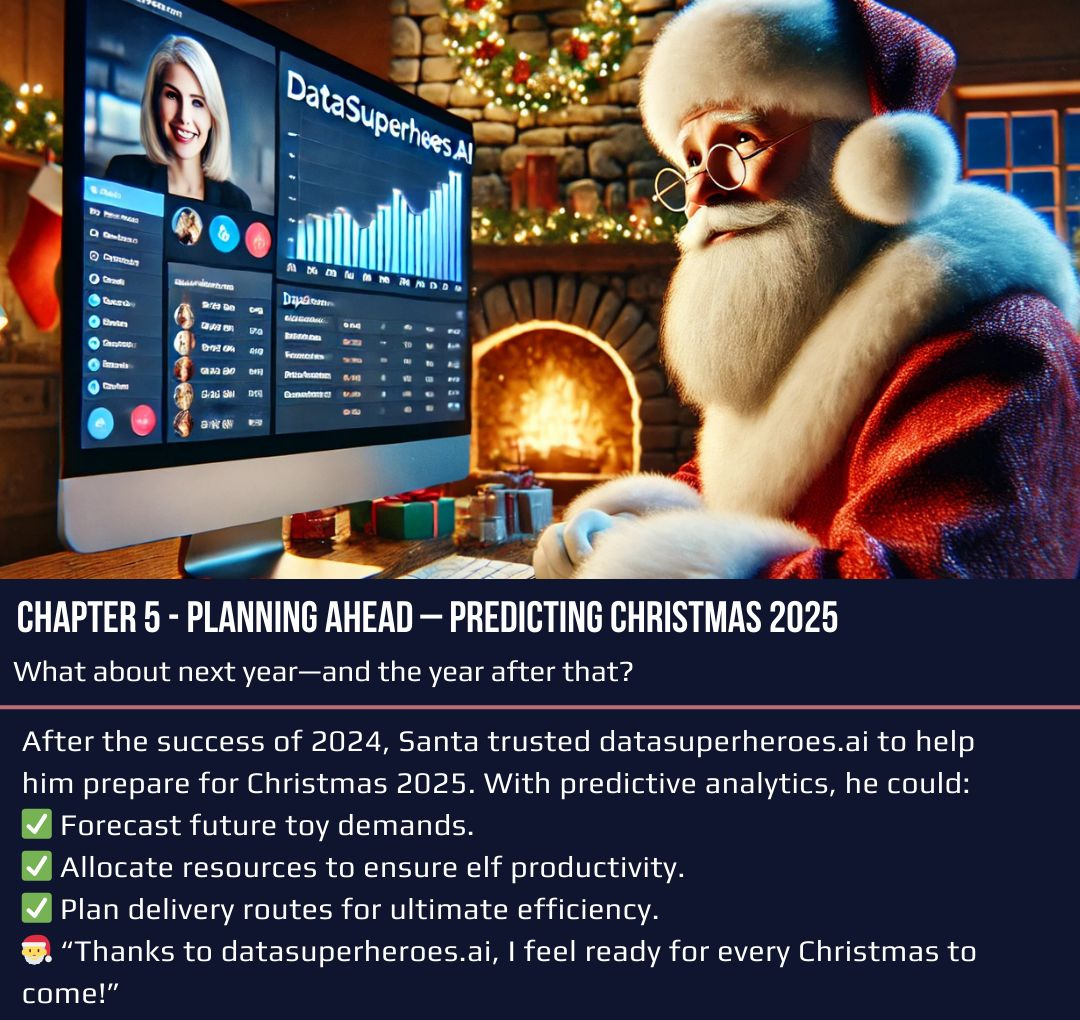 DataSuperheesAI
CHAPTER 5 - PLANNING AHEAD – PREDICTING CHRISTMAS 2025
What about next year—and the year after that?
After the success of 2024, Santa trusted datasuperheroes.ai to help
him prepare for Christmas 2025. With predictive analytics, he could:
✅ Forecast future toy demands.
✅ Allocate resources to ensure elf productivity.
✅ Plan delivery routes for ultimate efficiency.
🎅 “Thanks to datasuperheroes.ai, I feel ready for every Christmas to
come!”